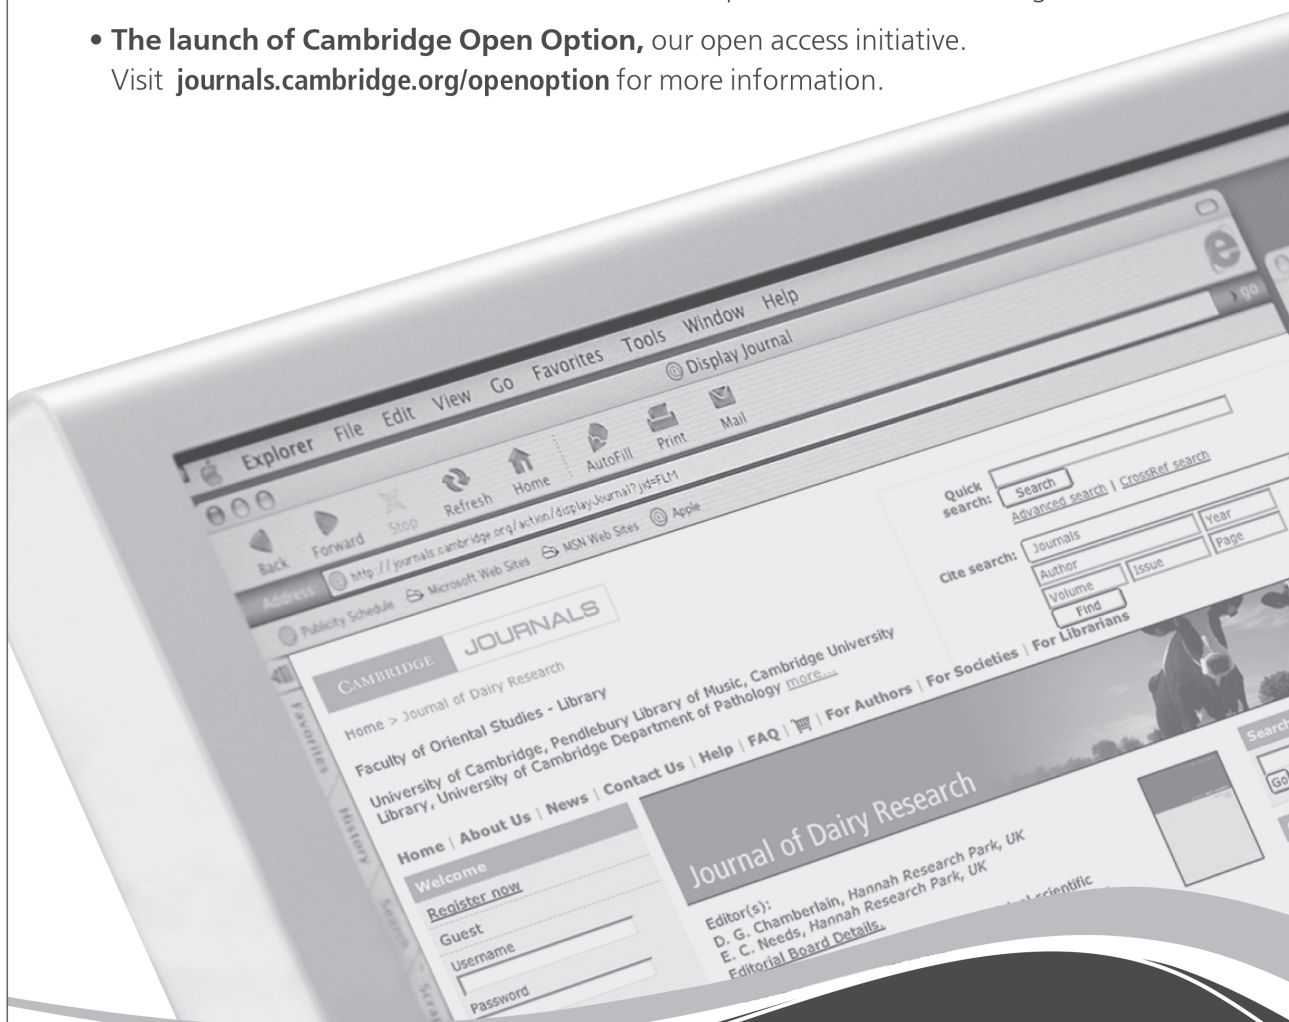 • The launch of Cambridge Open Option, our open access initiative.
Visit journals.cambridge.org/openoption for more information.
Explorer File Edit View Go Favorites Tools Window Help
Display Journal
Back Forward Stop Refresh Home AutoFill Print Mail
Address http://journals.cambridge.org/action/displayJournal?jid=FLM go
Publicity Schedule Microsoft Web Sites MSN Web Sites Apple
CAMBRIDGE JOURNALS
Quick search:
Search
Advanced search | CrossRef search
Cite search: Journals Year
Author Page
Volume Issue
Find
Home > Journal of Dairy Research
Faculty of Oriental Studies - Library
University of Cambridge, Pendlebury Library of Music, Cambridge University
Library, University of Cambridge Department of Pathology more...
Home | About Us | News | Contact Us | Help | FAQ | | For Authors | For Societies | For Librarians
Favorites
History
Search
Welcome
Register now
Guest
Username
Password
Journal of Dairy Research
Editor(s):
D. G. Chamberlain, Hannah Research Park, UK
E. C. Needs, Hannah Research Park, UK
Editorial Board Details.
scientific
Search
Go